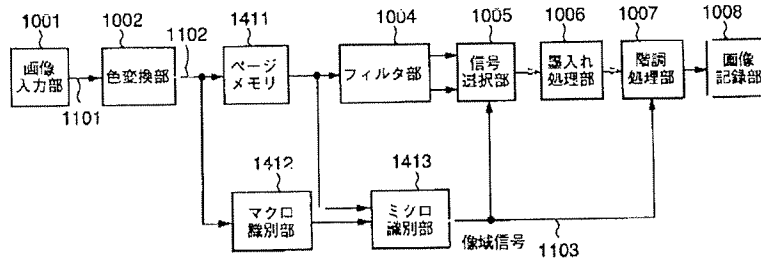 1001
1002
1102
1411
1004
1005
1006
1007
1008
画像
入力部
色変換部
ページ
メモリ
フィルタ部
信号
選択部
墨入れ
処理部
階調
処理部
画像
記録部
1101
1412
1413
マクロ
識別部
ミクロ
識別部
像域信号
1103